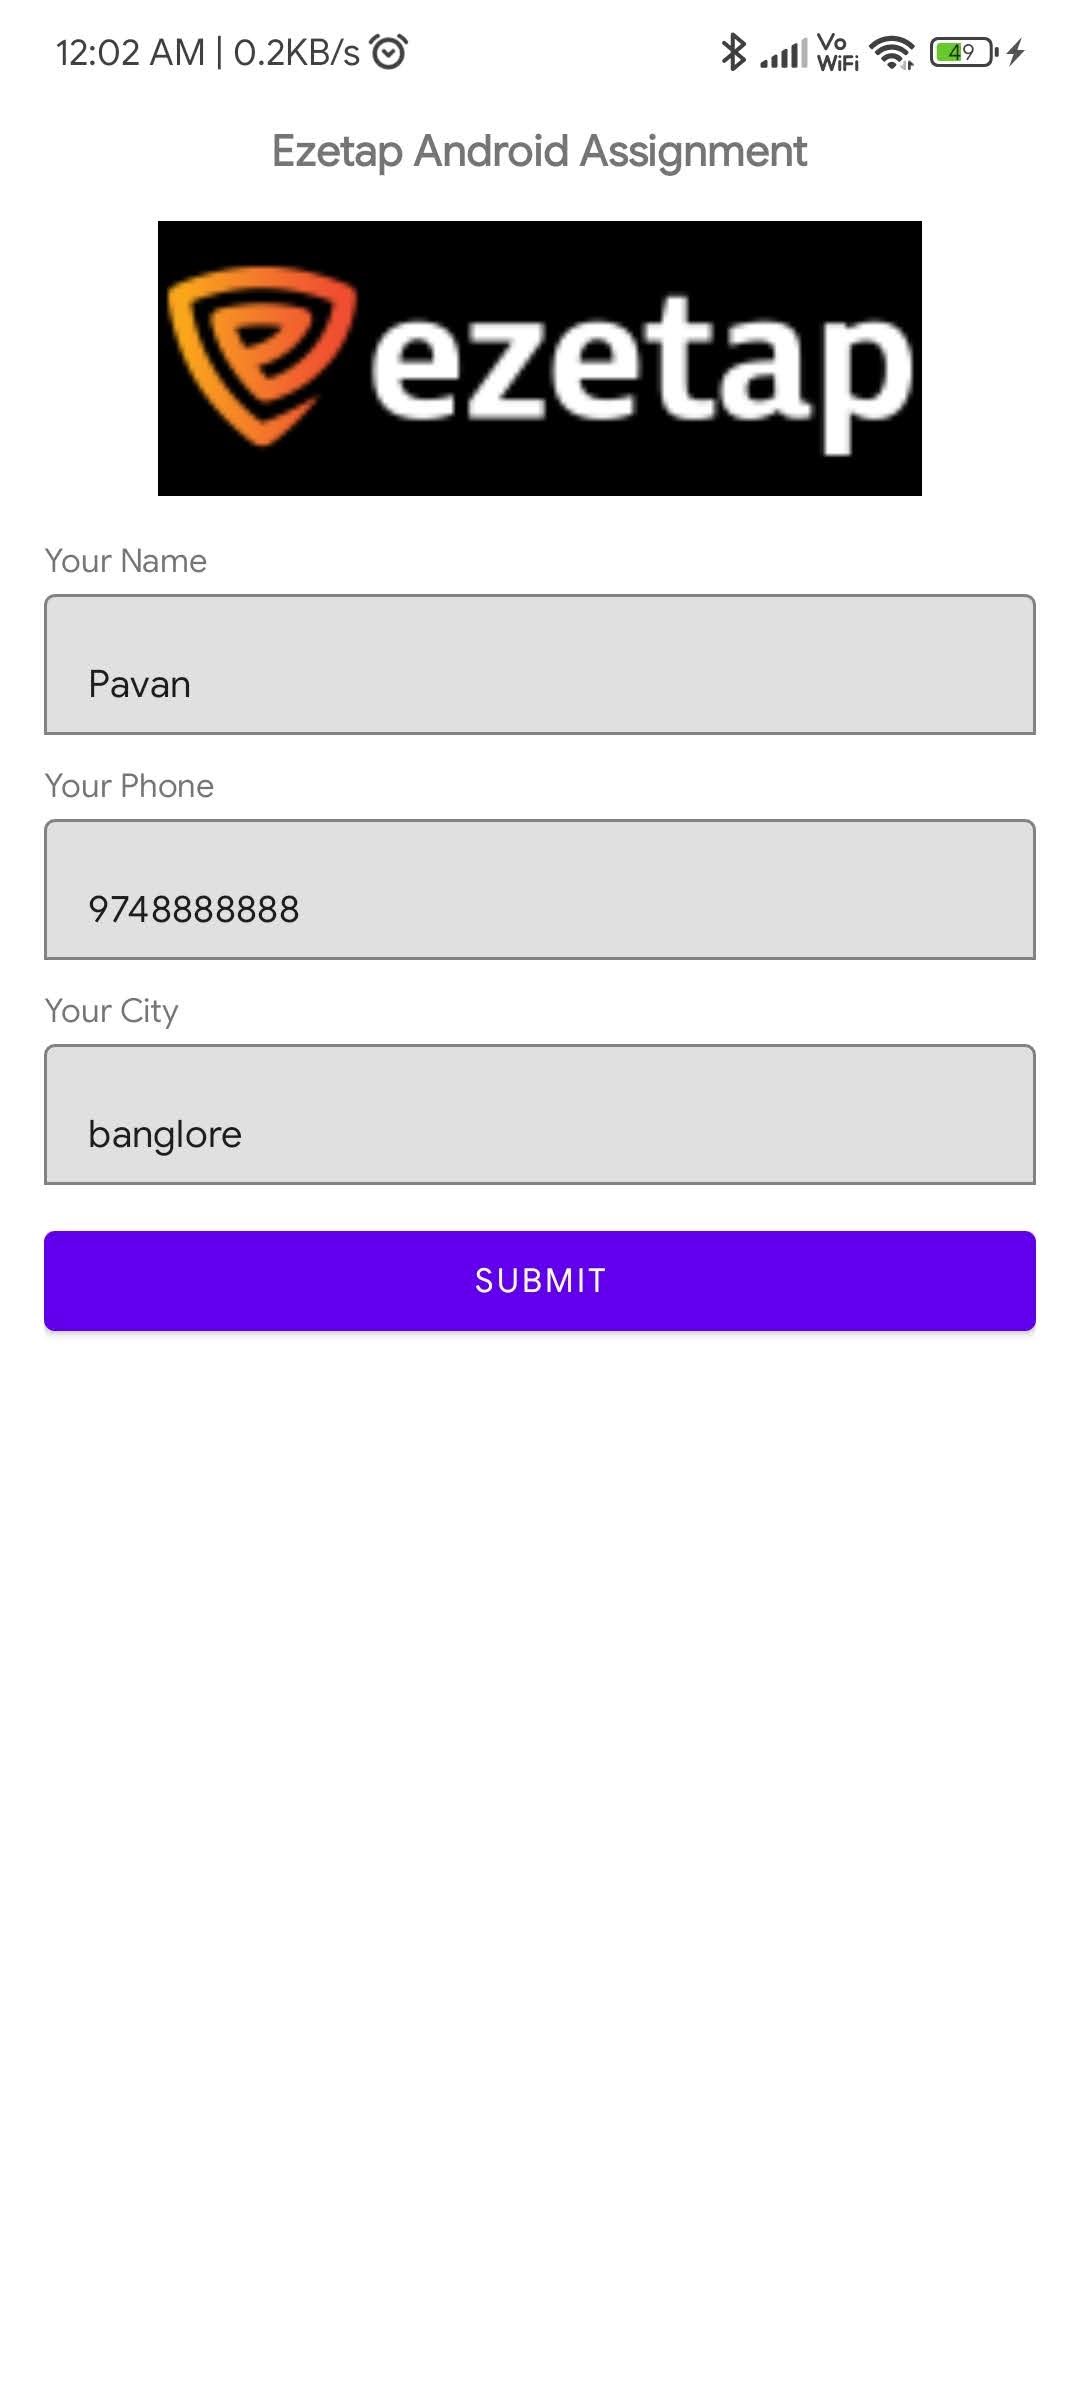 12:02 AM | 0.2KB/s Vo WiFi 49
Ezetap Android Assignment
ezetap
Your Name
Pavan
Your Phone
9748888888
Your City
banglore
SUBMIT